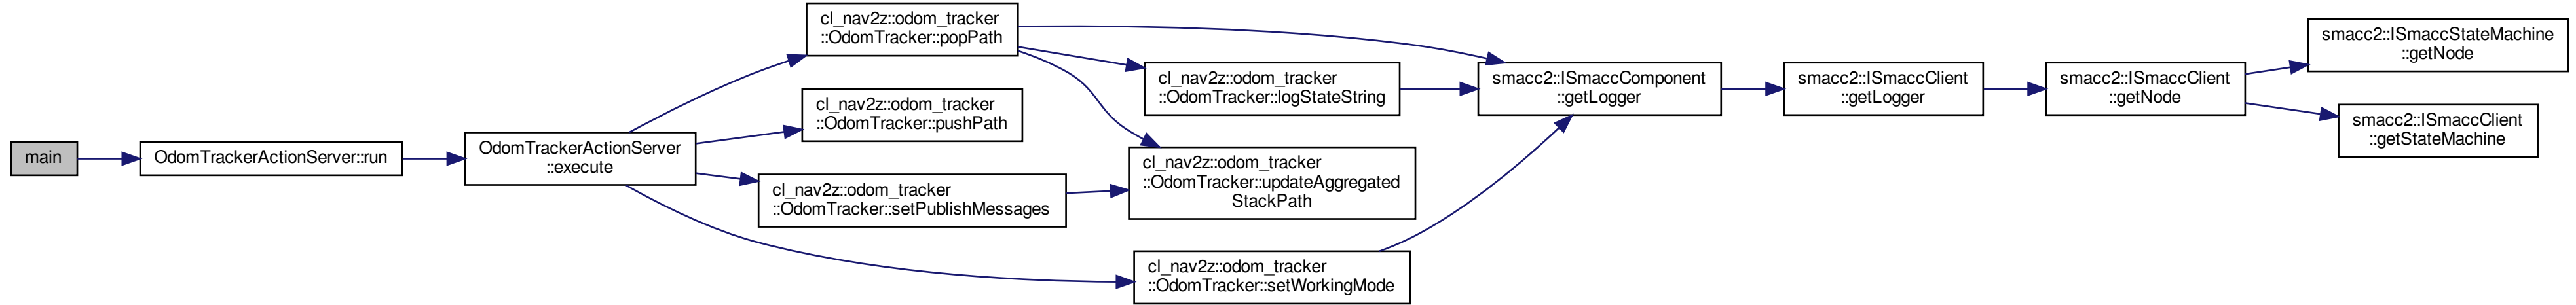 main
OdomTrackerActionServer::run
OdomTrackerActionServer
::execute
cl_nav2z::odom_tracker
::OdomTracker::popPath
cl_nav2z::odom_tracker
::OdomTracker::pushPath
cl_nav2z::odom_tracker
::OdomTracker::setPublishMessages
cl_nav2z::odom_tracker
::OdomTracker::logStateString
cl_nav2z::odom_tracker
::OdomTracker::updateAggregated
StackPath
cl_nav2z::odom_tracker
::OdomTracker::setWorkingMode
smacc2::ISmaccComponent
::getLogger
smacc2::ISmaccClient
::getLogger
smacc2::ISmaccClient
::getNode
smacc2::ISmaccStateMachine
::getNode
smacc2::ISmaccClient
::getStateMachine